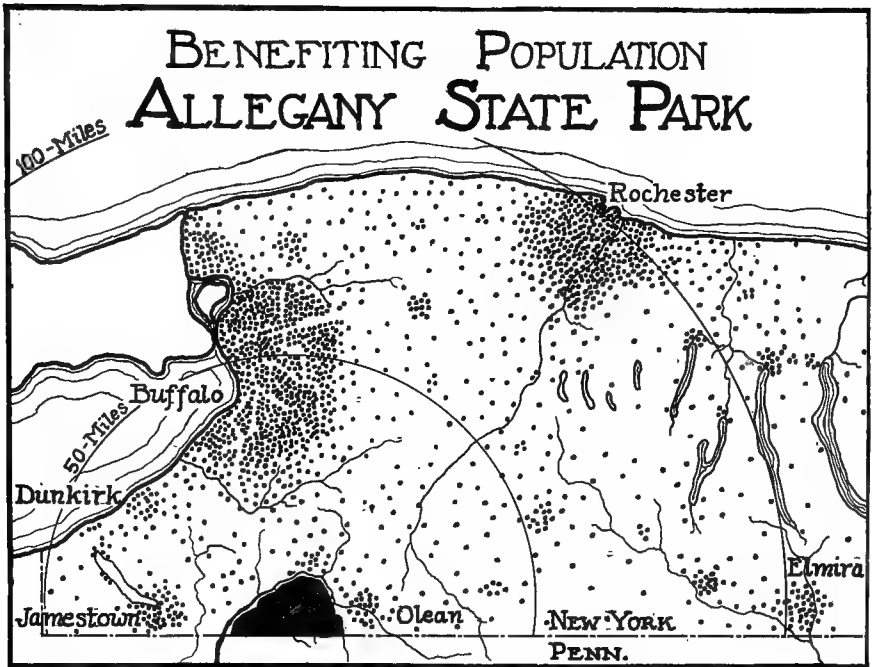 BENEFITING POPULATION
ALLEGANY STATE PARK
100-Miles
Rochester
Buffalo
50-Miles
Dunkirk
Elmira
Jamestown
Olean
NEW YORK
PENN.